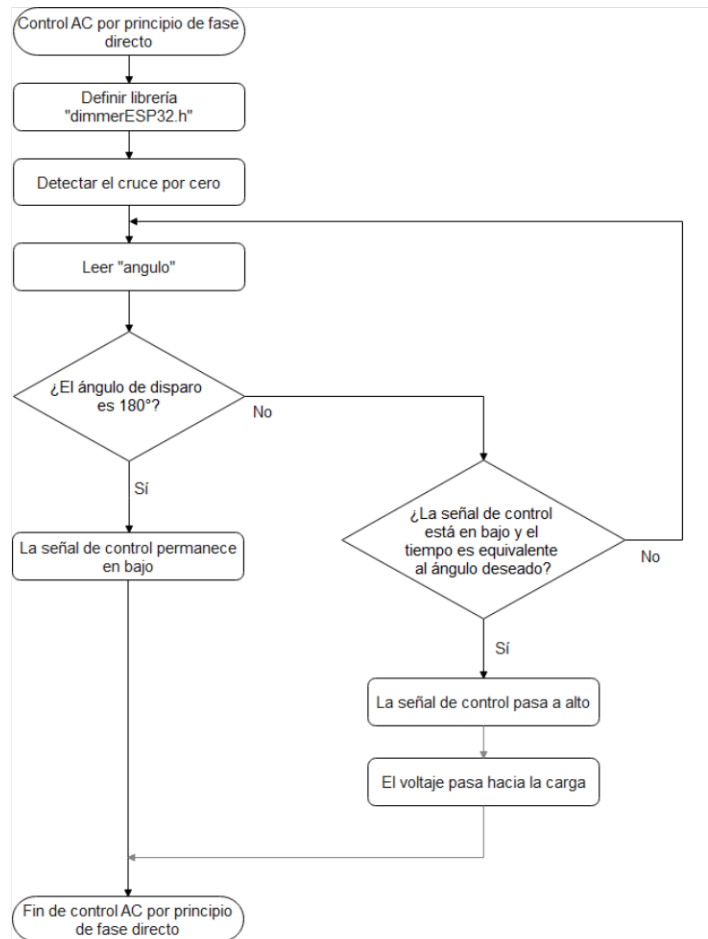 Control AC por principio de fase
directo
Definir librería
"dimmerESP32.h"
Detectar el cruce por cero
Leer "angulo"
¿El ángulo de disparo
es 180°?
No
Sí
¿La señal de control
está en bajo y el
tiempo es equivalente
al ángulo deseado?
No
La señal de control permanece
en bajo
Sí
La señal de control pasa a alto
El voltaje pasa hacia la carga
Fin de control AC por principio
de fase directo